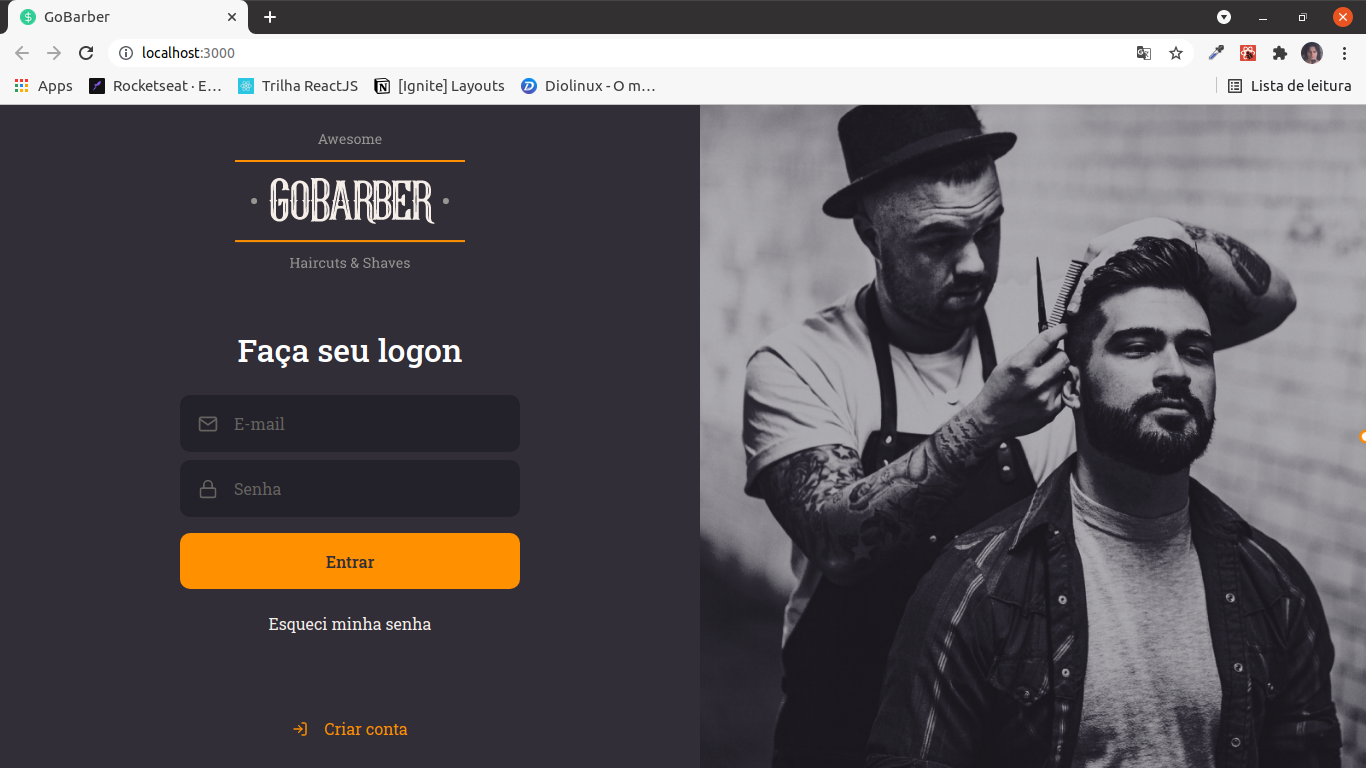 GoBarber
localhost:3000
Apps
Rocketseat · E…
Trilha ReactJS
[Ignite] Layouts
Diolinux - O m…
Lista de leitura
Awesome
GOBARBER
Haircuts & Shaves
Faça seu logon
E-mail
Senha
Entrar
Esqueci minha senha
Criar conta